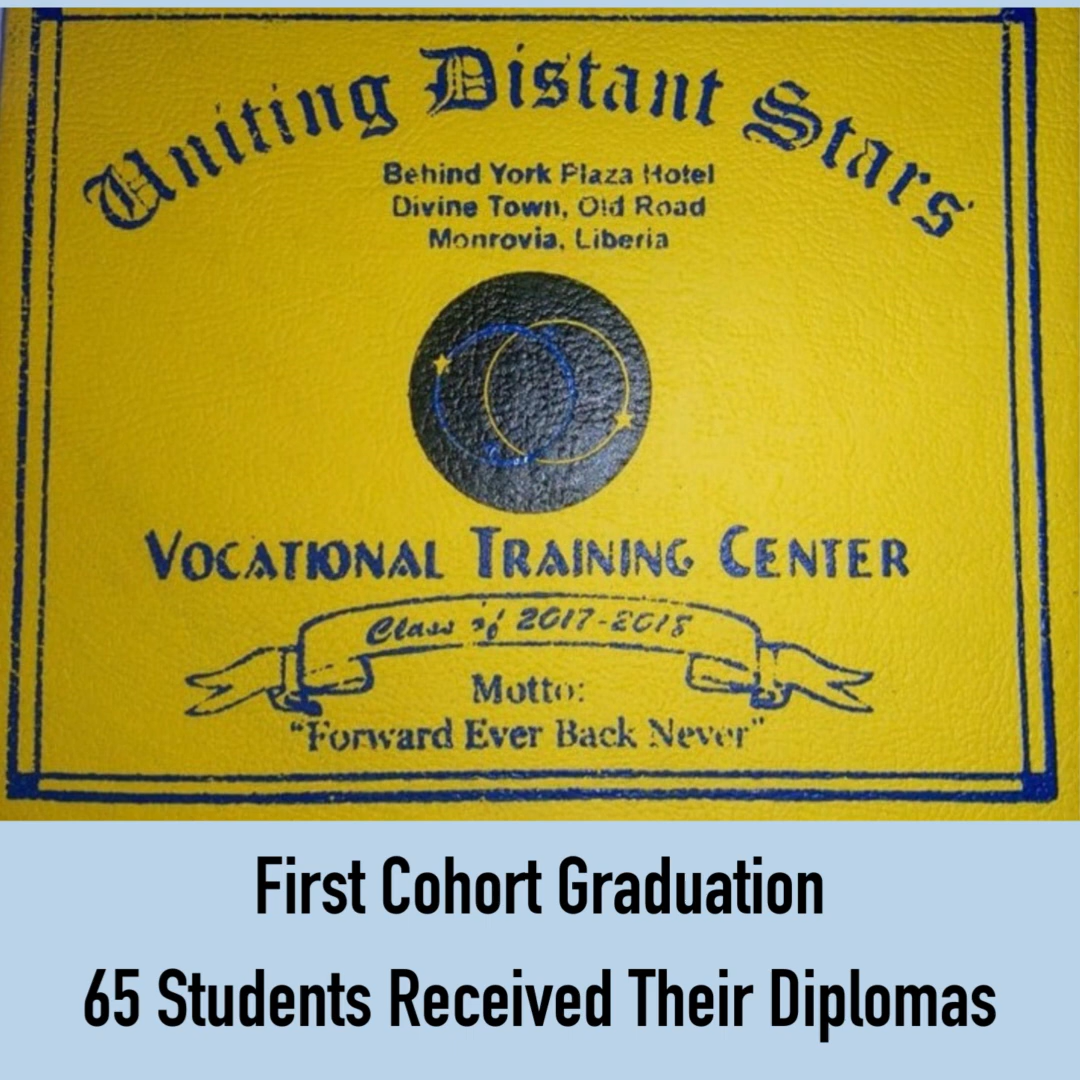 Uniting Distant Stars
Behind York Plaza Hotel
Divine Town, Old Road
Monrovia, Liberia
VOCATIONAL TRAINING CENTER
Class of 2017-2018
Motto:
"Forward Ever Back Never"
First Cohort Graduation
65 Students Received Their Diplomas